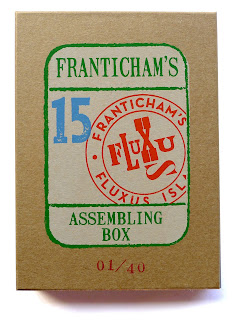 FRANTICHAM'S
15
• FRANTICHAM'S
FLUXUS
FLUXUS ISL
ASSEMBLING
BOX
01/40